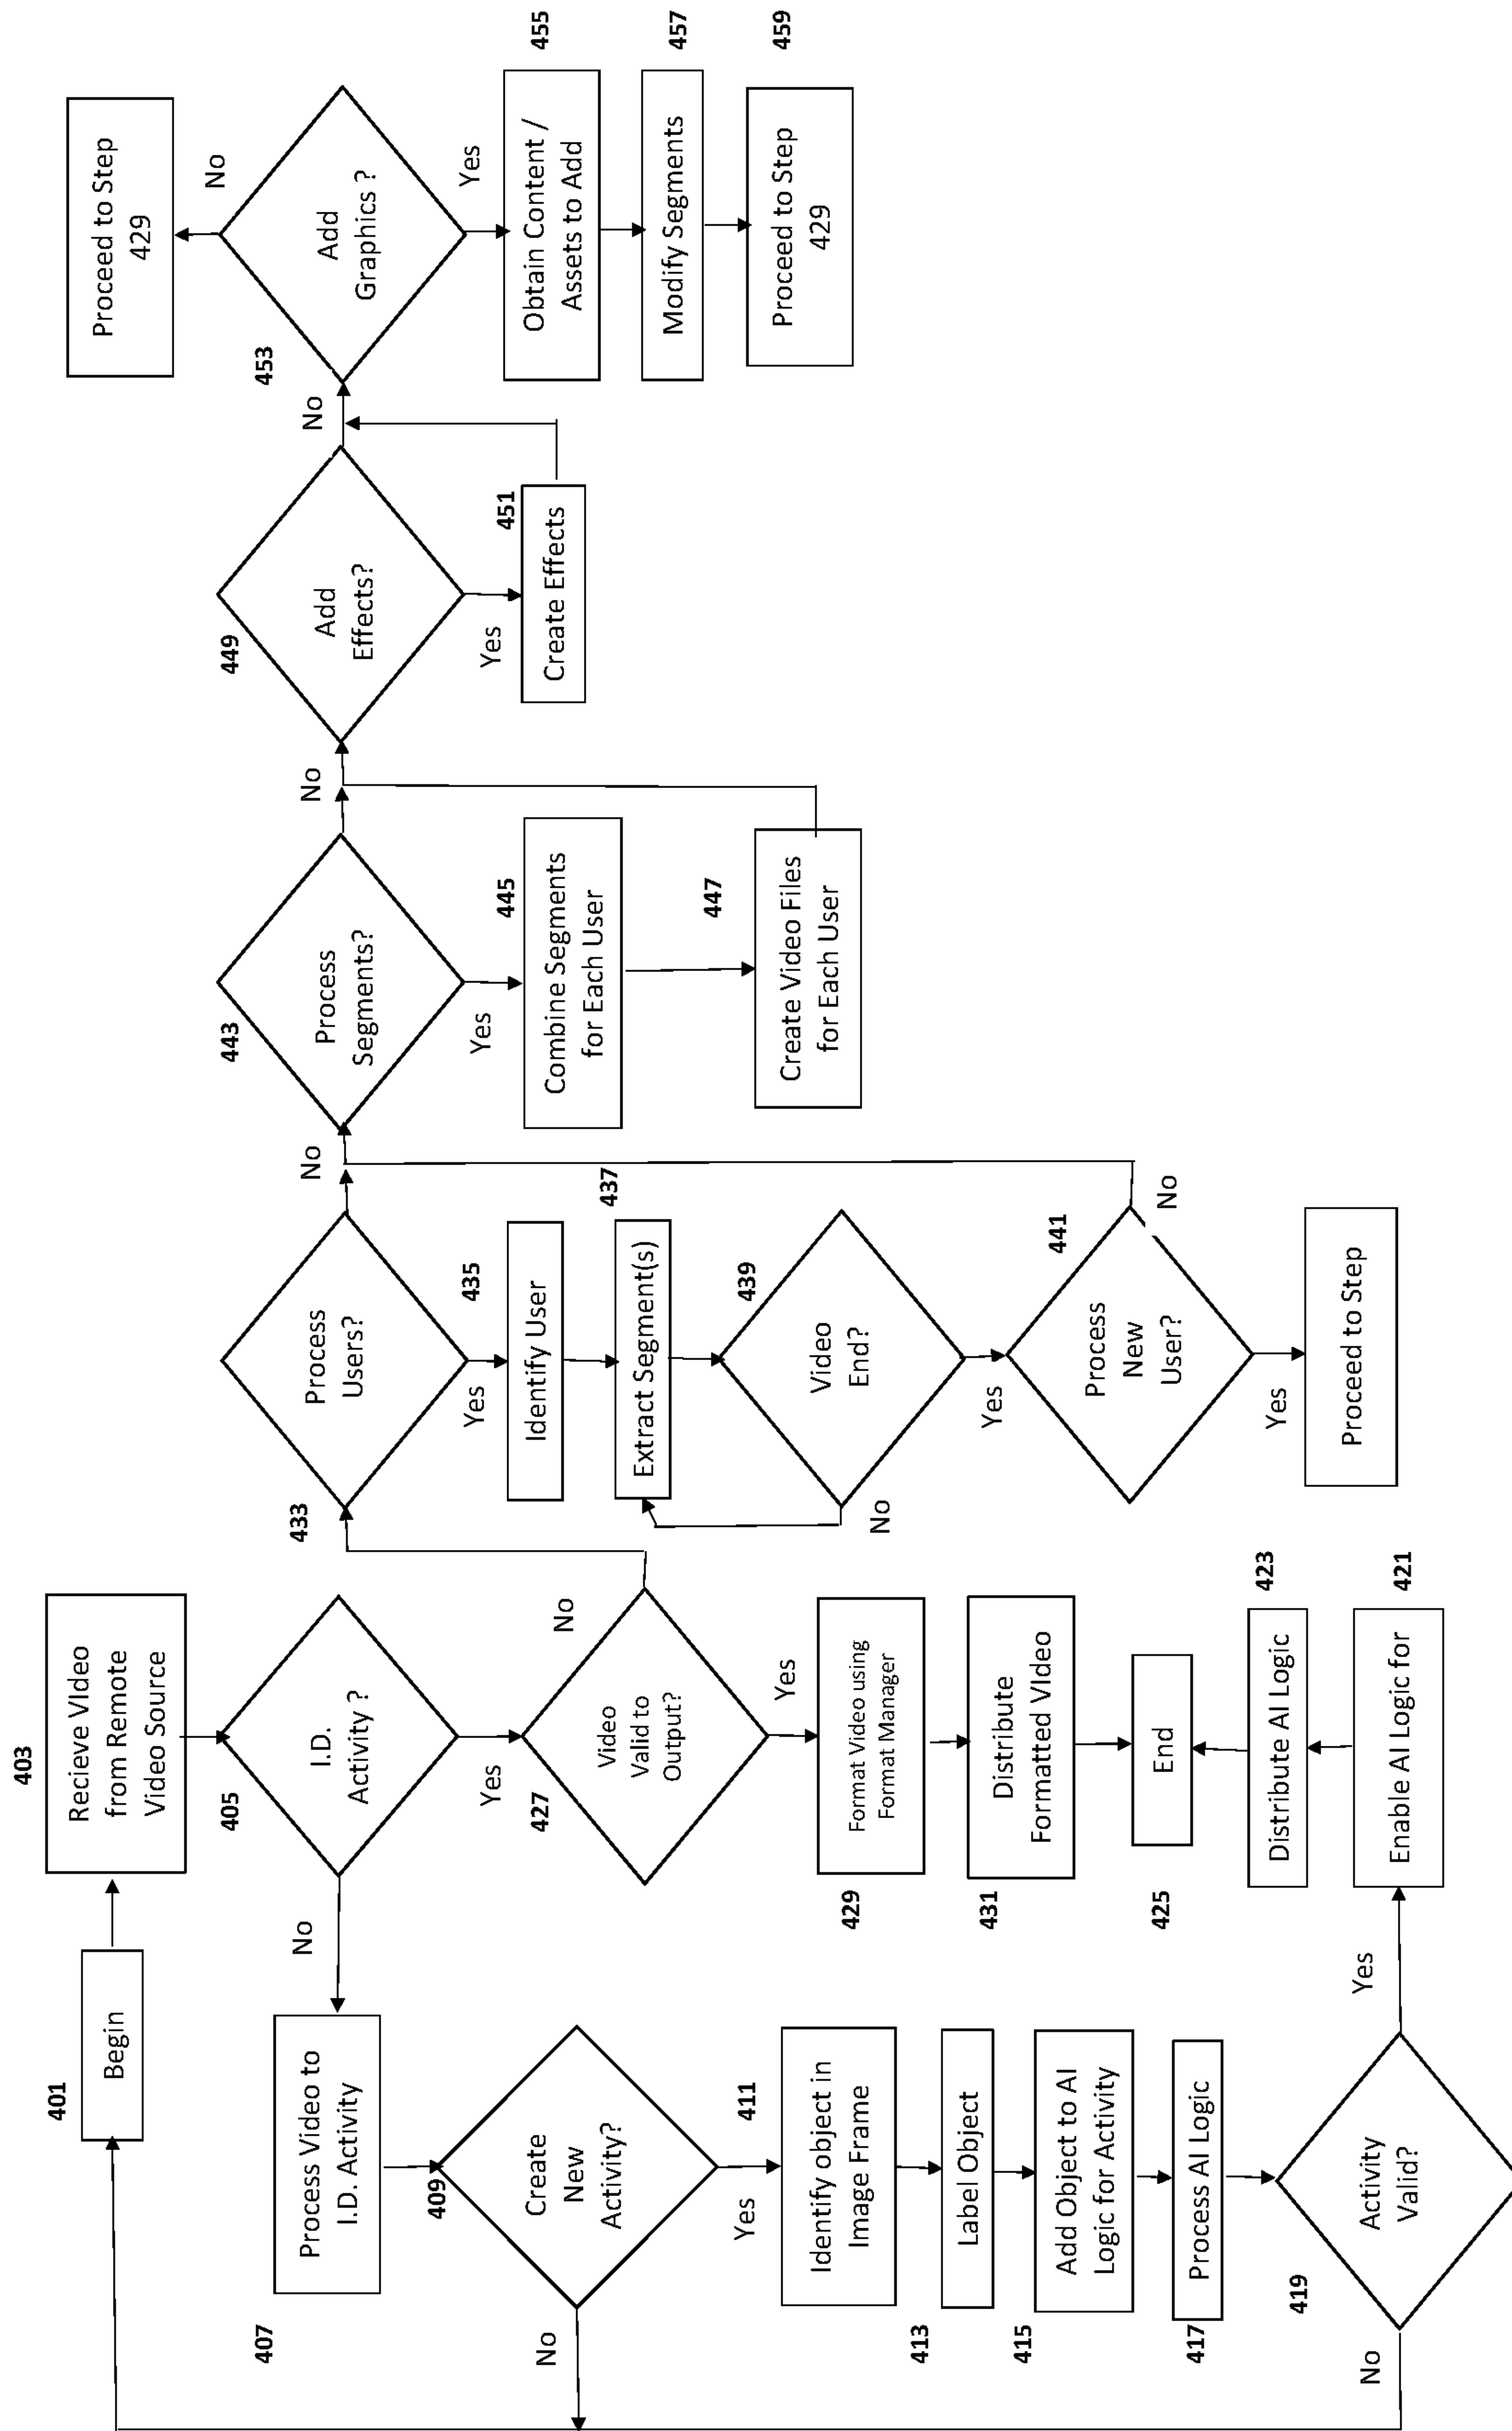 401
Begin
403
Recieve VIdeo
from Remote
Video Source
405
I.D.
Activity ?
No
Yes
407
Process Video to
I.D. Activity
409
Create
New
Activity?
No
Yes
411
Identify object in
Image Frame
413
Label Object
415
Add Object to AI
Logic for Activity
417
Process AI Logic
419
Activity
Valid?
No
Yes
421
Enable AI Logic for
423
Distribute AI Logic
425
End
427
Video
Valid to
Output?
No
Yes
429
Format Video using
Format Manager
431
Distribute
Formatted VIdeo
433
Process
Users?
No
Yes
435
Identify User
437
Extract Segment(s)
439
Video
End?
No
Yes
441
Process
New
User?
No
Yes
Proceed to Step
443
Process
Segments?
No
Yes
445
Combine Segments
for Each User
447
Create Video Files
for Each User
449
Add
Effects?
No
Yes
451
Create Effects
453
Add
Graphics ?
No
Proceed to Step
429
Yes
455
Obtain Content /
Assets to Add
457
Modify Segments
459
Proceed to Step
429